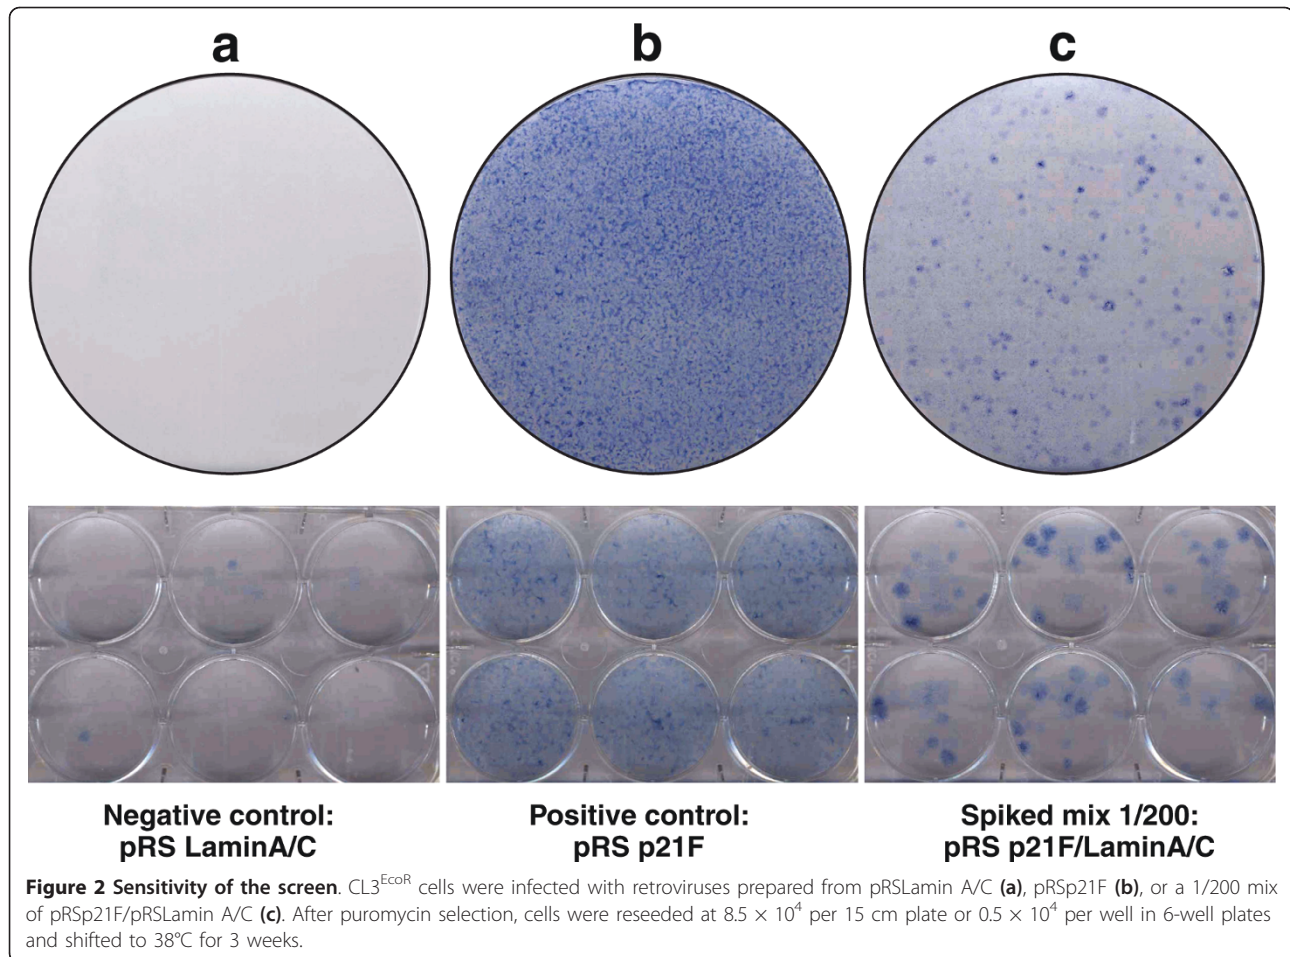 a
b
c
Negative control:
pRS LaminA/C
Positive control:
pRS p21F
Spiked mix 1/200:
pRS p21F/LaminA/C
Figure 2 Sensitivity of the screen. CL3EcoR cells were infected with retroviruses prepared from pRSLamin A/C (a), pRSp21F (b), or a 1/200 mix
of pRSp21F/pRSLamin A/C (c). After puromycin selection, cells were reseeded at 8.5 × 10⁴ per 15 cm plate or 0.5 × 10⁴ per well in 6-well plates
and shifted to 38°C for 3 weeks.